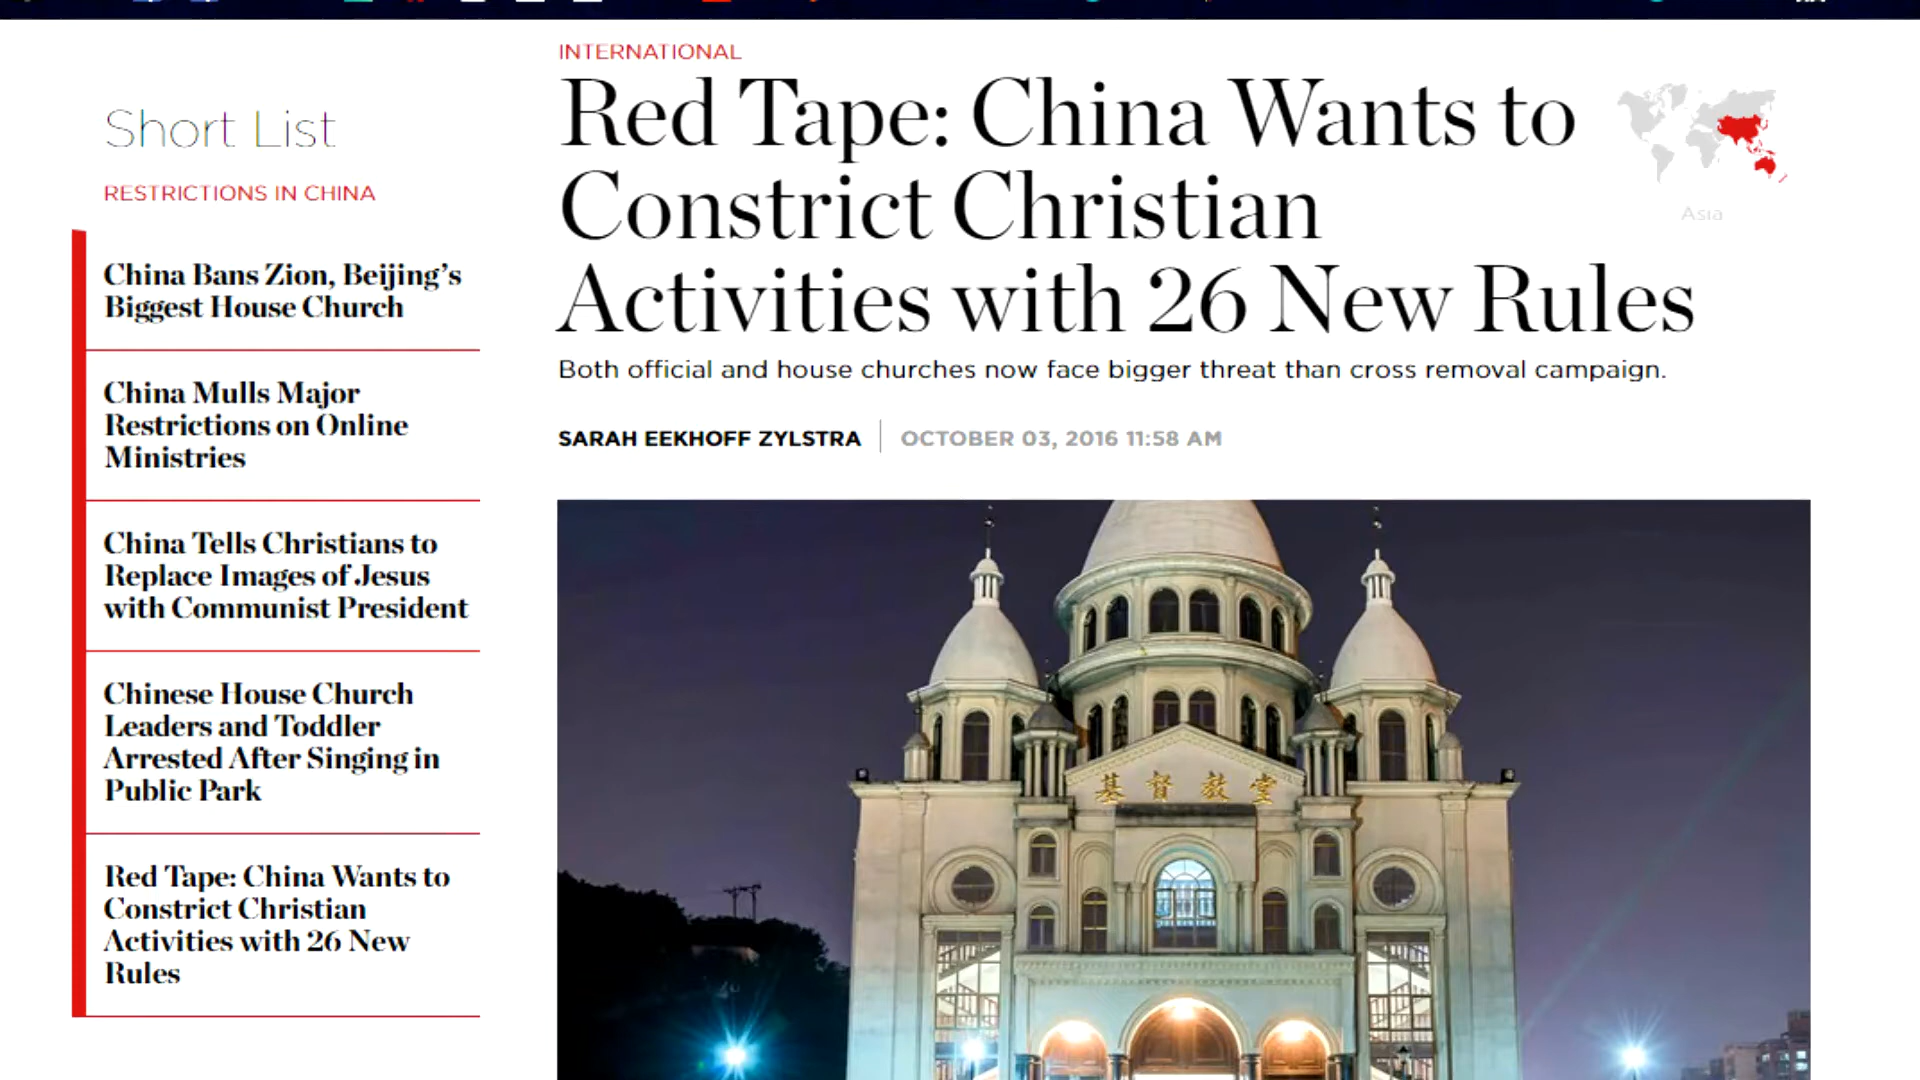 Short List
RESTRICTIONS IN CHINA
China Bans Zion, Beijing’s
Biggest House Church
China Mulls Major
Restrictions on Online
Ministries
China Tells Christians to
Replace Images of Jesus
with Communist President
Chinese House Church
Leaders and Toddler
Arrested After Singing in
Public Park
Red Tape: China Wants to
Constrict Christian
Activities with 26 New
Rules
INTERNATIONAL
Red Tape: China Wants to
Constrict Christian
Activities with 26 New Rules
Asia
Both official and house churches now face bigger threat than cross removal campaign.
SARAH EEKHOFF ZYLSTRA OCTOBER 03, 2016 11:58 AM
基督教堂